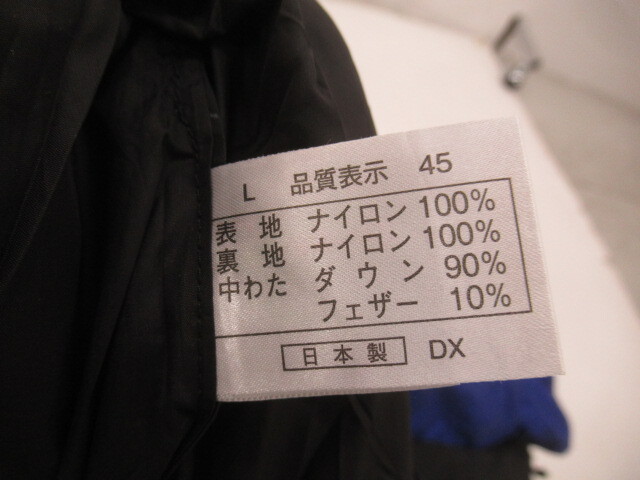 L 品質表示 45
表地 ナイロン 100%
裏地 ナイロン 100%
中わた ダウン 90%
フェザー 10%
日本製 DX